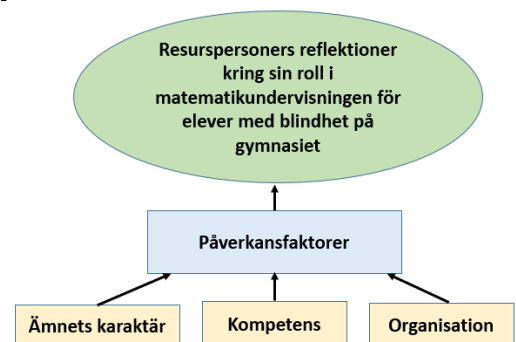 Resurspersoners reflektioner
kring sin roll i
matematikundervisningen för
elever med blindhet på
gymnasiet
Påverkansfaktorer
Ämnets karaktär
Kompetens
Organisation